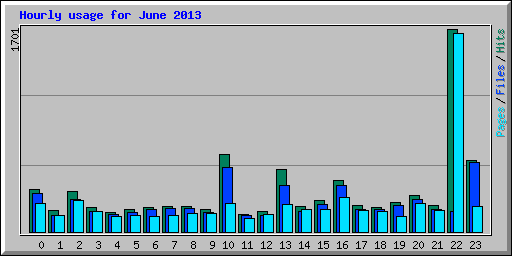 Hourly usage for June 2013
1701
Pages/Files/Hits
0 1 2 3 4 5 6 7 8 9 10 11 12 13 14 15 16 17 18 19 20 21 22 23